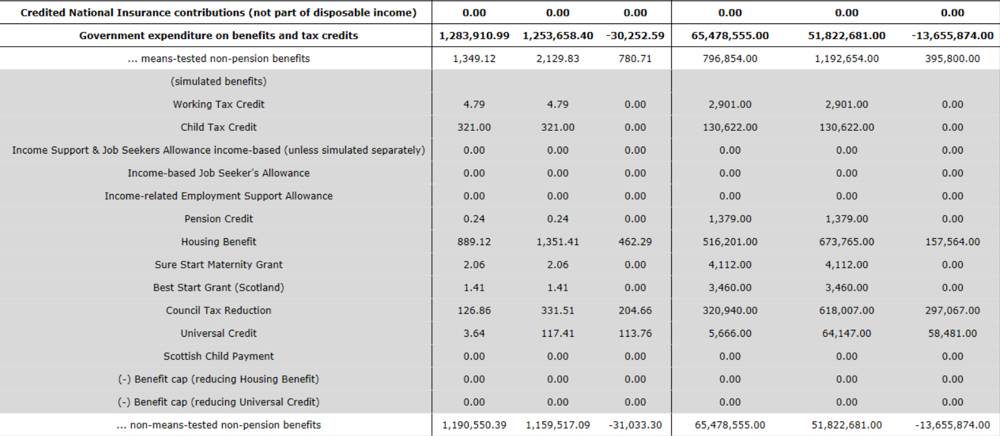 Credited National Insurance contributions (not part of disposable income) 0.00 0.00 0.00 0.00 0.00 0.00
Government expenditure on benefits and tax credits 1,283,910.99 1,253,658.40 -30,252.59 65,478,555.00 51,822,681.00 -13,655,874.00
... means-tested non-pension benefits 1,349.12 2,129.83 780.71 796,854.00 1,192,654.00 395,800.00
(simulated benefits)
Working Tax Credit 4.79 4.79 0.00 2,901.00 2,901.00 0.00
Child Tax Credit 321.00 321.00 0.00 130,622.00 130,622.00 0.00
Income Support & Job Seekers Allowance income-based (unless simulated separately) 0.00 0.00 0.00 0.00 0.00 0.00
Income-based Job Seeker's Allowance 0.00 0.00 0.00 0.00 0.00 0.00
Income-related Employment Support Allowance 0.00 0.00 0.00 0.00 0.00 0.00
Pension Credit 0.24 0.24 0.00 1,379.00 1,379.00 0.00
Housing Benefit 889.12 1,351.41 462.29 516,201.00 673,765.00 157,564.00
Sure Start Maternity Grant 2.06 2.06 0.00 4,112.00 4,112.00 0.00
Best Start Grant (Scotland) 1.41 1.41 0.00 3,460.00 3,460.00 0.00
Council Tax Reduction 126.86 331.51 204.66 320,940.00 618,007.00 297,067.00
Universal Credit 3.64 117.41 113.76 5,666.00 64,147.00 58,481.00
Scottish Child Payment 0.00 0.00 0.00 0.00 0.00 0.00
(-) Benefit cap (reducing Housing Benefit) 0.00 0.00 0.00 0.00 0.00 0.00
(-) Benefit cap (reducing Universal Credit) 0.00 0.00 0.00 0.00 0.00 0.00
... non-means-tested non-pension benefits 1,190,550.39 1,159,517.09 -31,033.30 65,478,555.00 51,822,681.00 -13,655,874.00